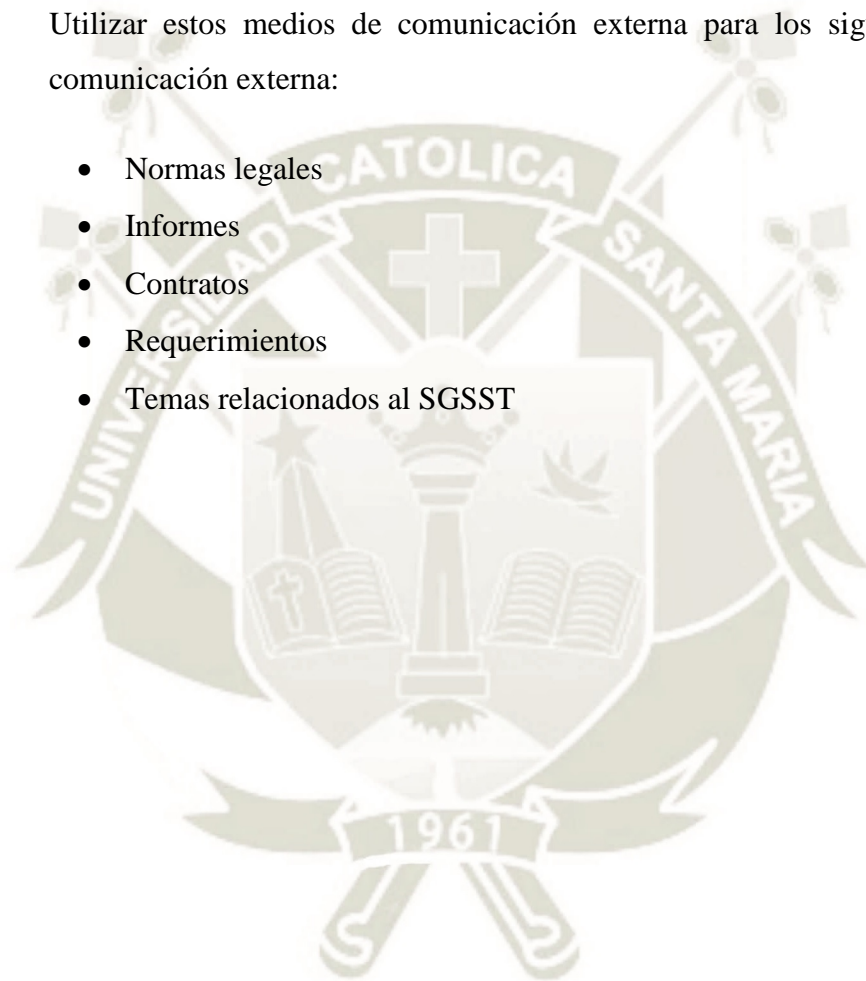 Utilizar estos medios de comunicación externa para los sig
comunicación externa:
• Normas legales
• Informes
• Contratos
• Requerimientos
• Temas relacionados al SGSST
UNIVERSIDAD CATOLICA SANTA MARIA
1961